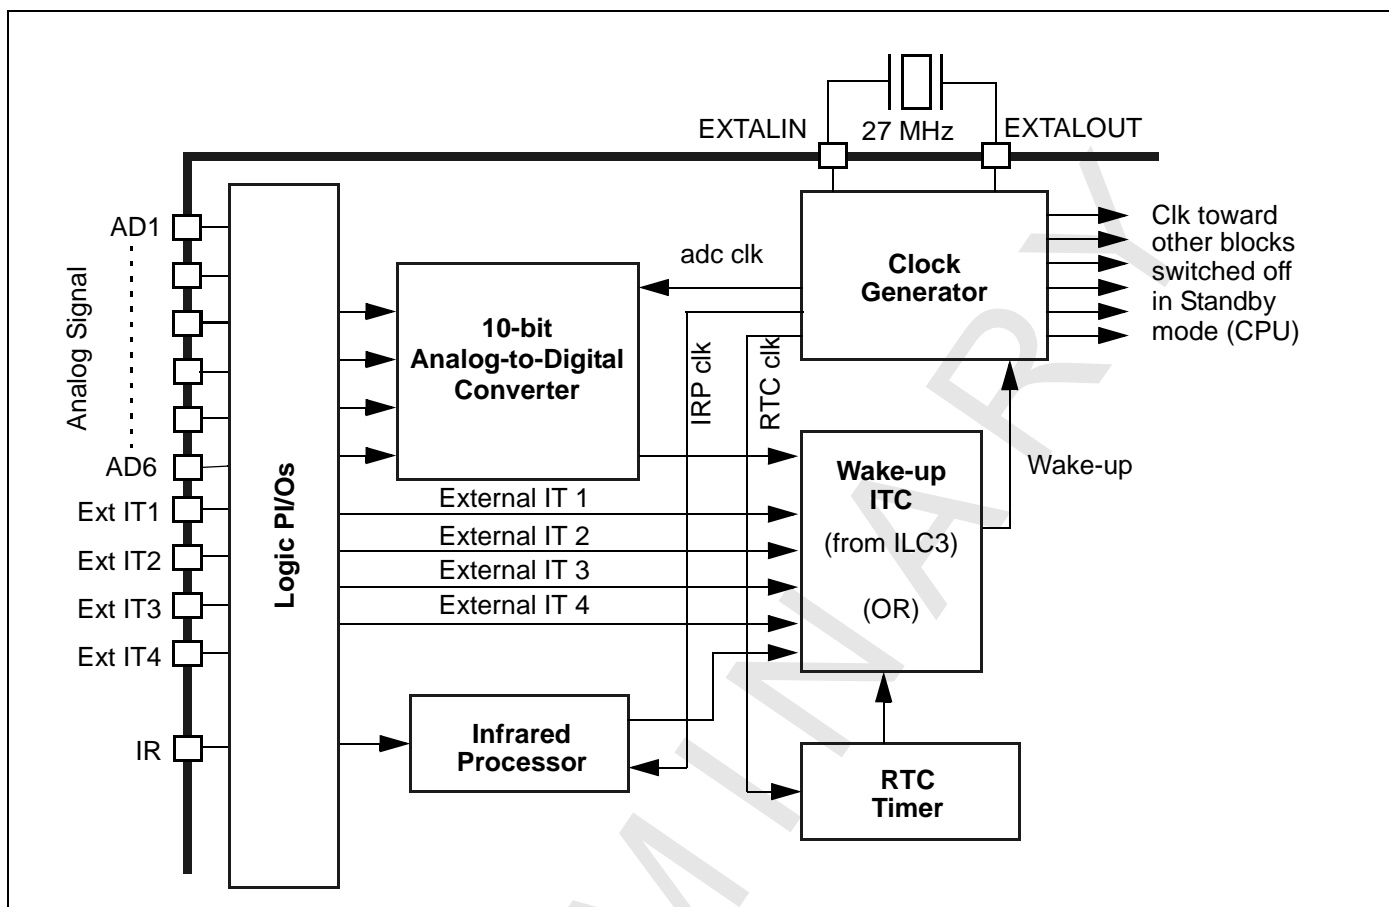 EXTALIN
27 MHz
EXTALOUT
AD1
Analog Signal
AD6
Ext IT1
Ext IT2
Ext IT3
Ext IT4
IR
Logic PI/Os
10-bit
Analog-to-Digital
Converter
adc clk
IRP clk
RTC clk
Clock
Generator
Clk toward
other blocks
switched off
in Standby
mode (CPU)
External IT 1
External IT 2
External IT 3
External IT 4
Wake-up
ITC
(from ILC3)
(OR)
Wake-up
Infrared
Processor
RTC
Timer
MINARY